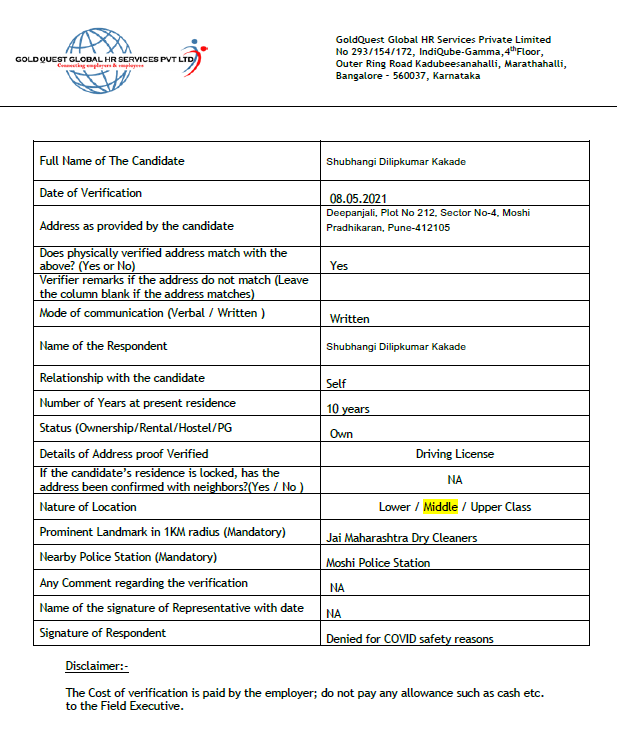 GOLD QUEST GLOBAL HR SERVICES PVT LTD
Connecting employers & employees
GoldQuest Global HR Services Private Limited
No 293/154/172, IndiQube-Gamma,4thFloor,
Outer Ring Road Kadubeesanahalli, Marathahalli,
Bangalore - 560037, Karnataka
Full Name of The Candidate
Shubhangi Dilipkumar Kakade
Date of Verification
08.05.2021
Address as provided by the candidate
Deepanjali, Plot No 212, Sector No-4, Moshi
Pradhikaran, Pune-412105
Does physically verified address match with the
above? (Yes or No)
Yes
Verifier remarks if the address do not match (Leave
the column blank if the address matches)
Mode of communication (Verbal / Written )
Written
Name of the Respondent
Shubhangi Dilipkumar Kakade
Relationship with the candidate
Self
Number of Years at present residence
10 years
Status (Ownership/Rental/Hostel/PG
Own
Details of Address proof Verified
Driving License
If the candidate's residence is locked, has the
address been confirmed with neighbors?(Yes / No )
NA
Nature of Location
Lower / Middle / Upper Class
Prominent Landmark in 1KM radius (Mandatory)
Jai Maharashtra Dry Cleaners
Nearby Police Station (Mandatory)
Moshi Police Station
Any Comment regarding the verification
NA
Name of the signature of Representative with date
NA
Signature of Respondent
Denied for COVID safety reasons
Disclaimer:-
The Cost of verification is paid by the employer; do not pay any allowance such as cash etc.
to the Field Executive.